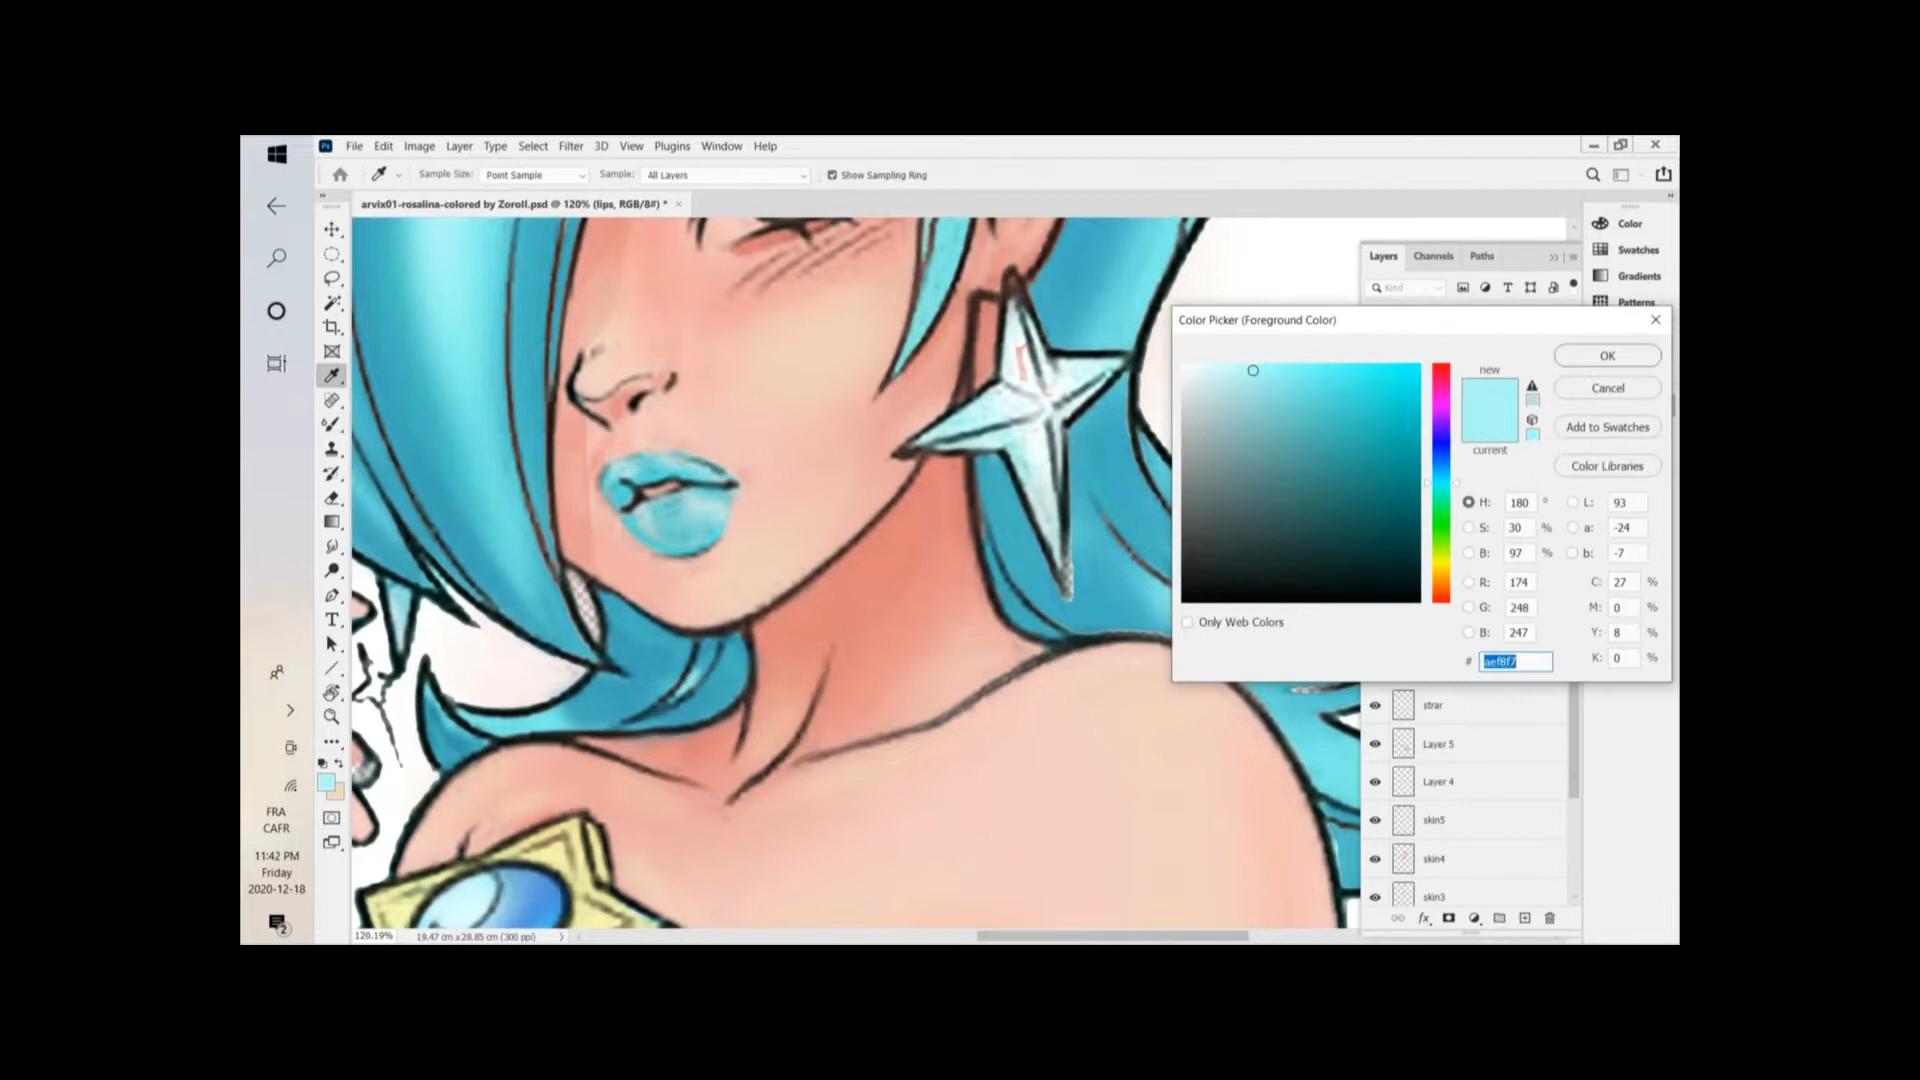 Ps File Edit Image Layer Type Select Filter 3D View Plugins Window Help
Sample Size: Point Sample Sample: All Layers Show Sampling Ring
arvix01-rosalina-colored by Zoroll.psd @ 120% (lips, RGB/8#) *
Color
Swatches
Gradients
Patterns
Layers Channels Paths
Kind
Color Picker (Foreground Color)
new
current
OK
Cancel
Add to Swatches
Color Libraries
H: 180 ° L: 93
S: 30 % a: -24
B: 97 % b: -7
R: 174 C: 27 %
G: 248 M: 0 %
B: 247 Y: 8 %
# aef8f7 K: 0 %
Only Web Colors
strar
Layer 5
Layer 4
skin5
skin4
skin3
FRA
CAFR
11:42 PM
Friday
2020-12-18
2
120.19% 19.47 cm x 28.85 cm (300 ppi)